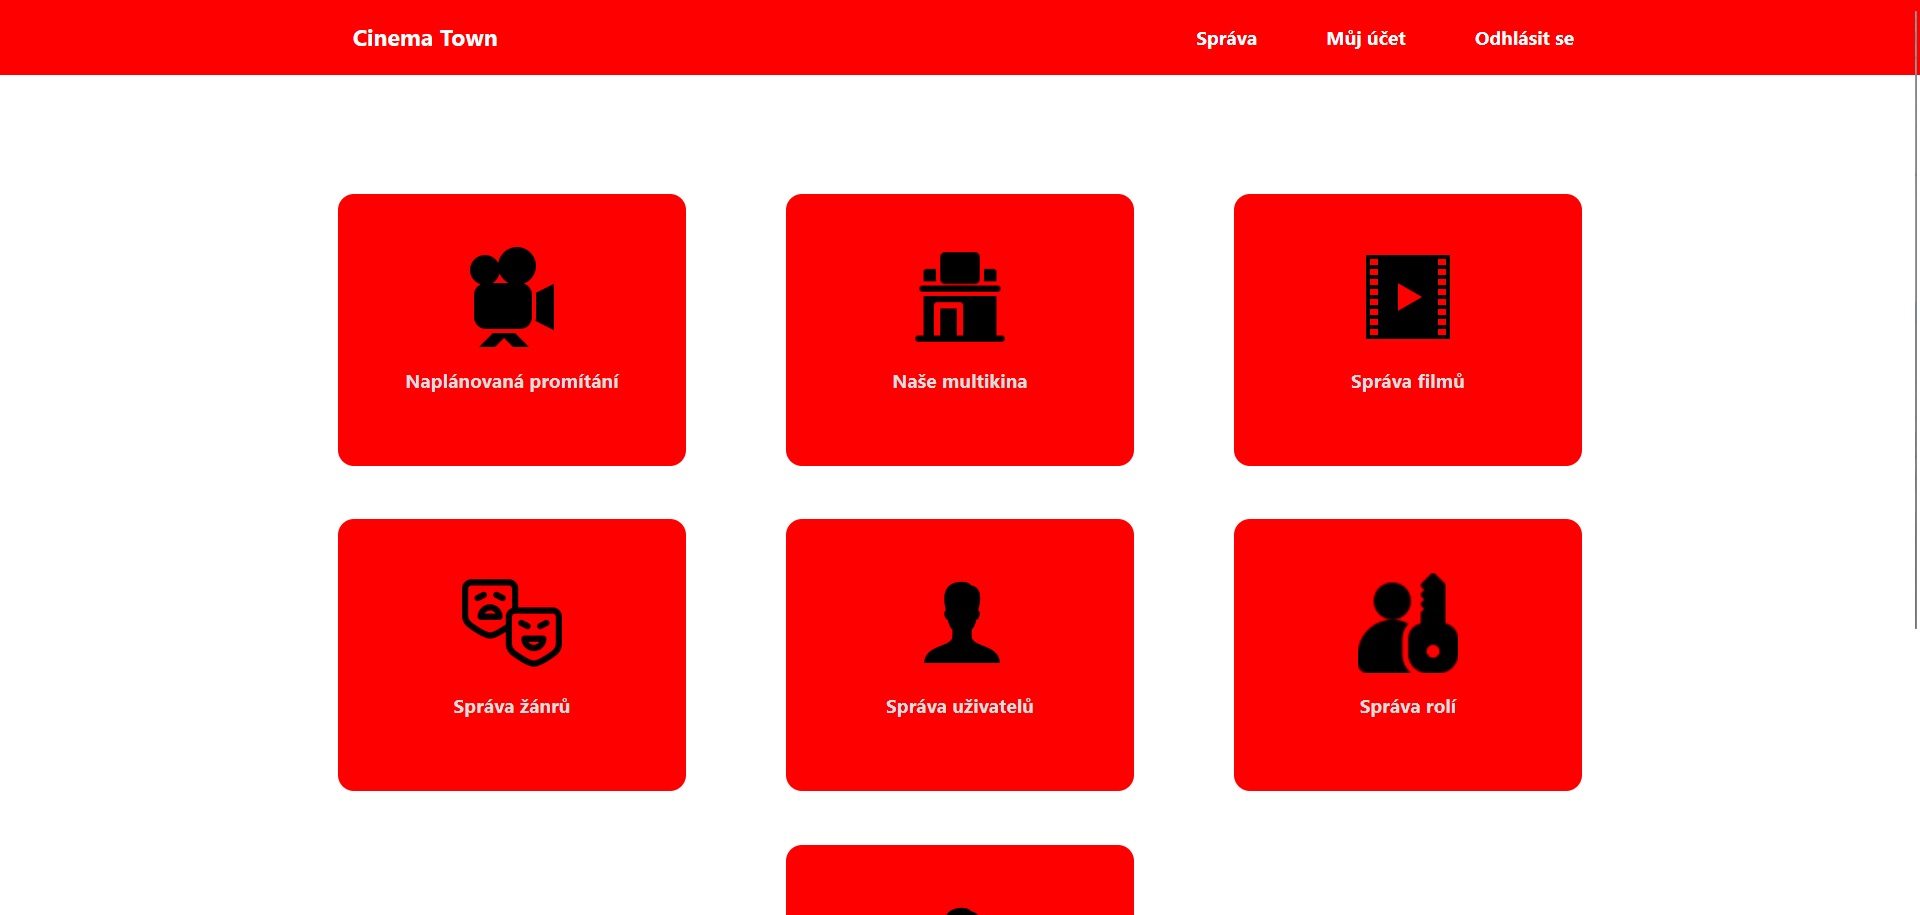 Cinema Town
Správa
Můj účet
Odhlásit se
Naplánovaná promítání
Naše multikina
Správa filmů
Správa žánrů
Správa uživatelů
Správa rolí